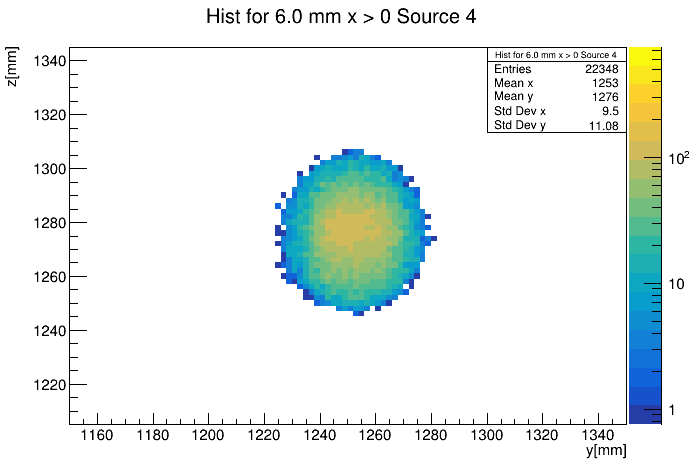 Hist for 6.0 mm x > 0 Source 4
z[mm]
1340
1320
1300
1280
1260
1240
1220
Hist for 6.0 mm x > 0 Source 4
Entries 22348
Mean x 1253
Mean y 1276
Std Dev x 9.5
Std Dev y 11.08
10²
10
1
1160 1180 1200 1220 1240 1260 1280 1300 1320 1340
y[mm]